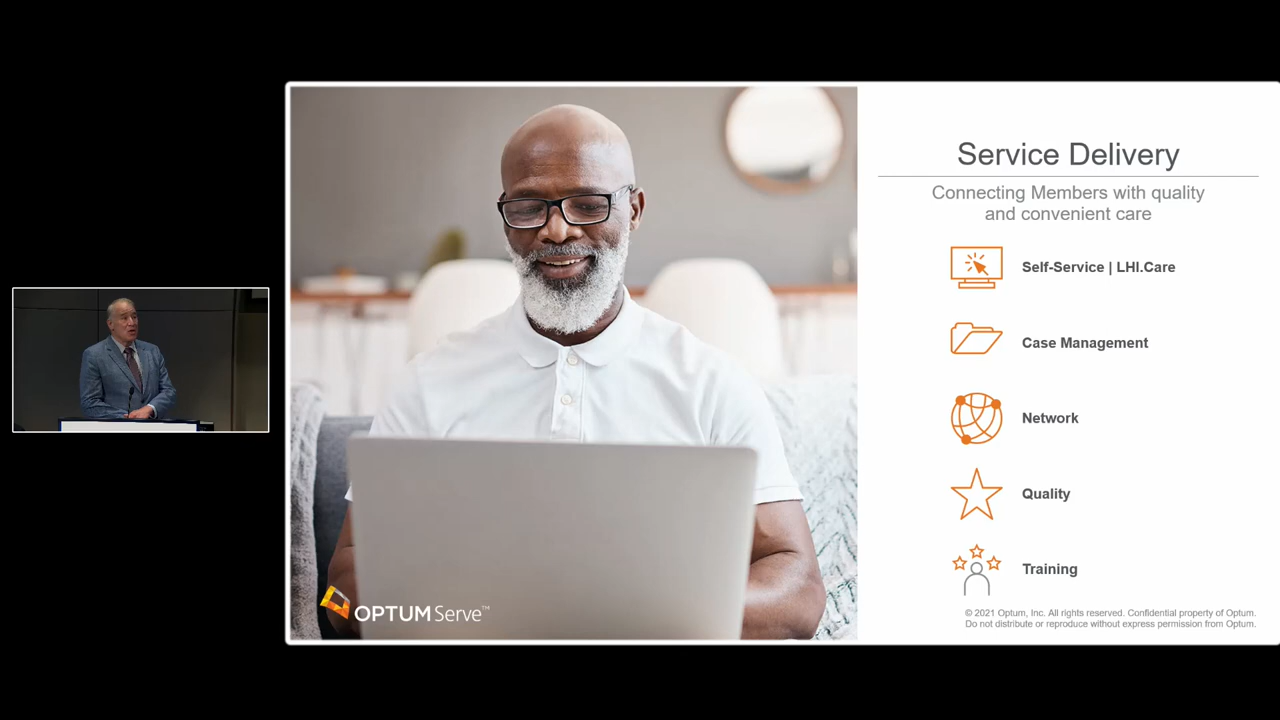 Service Delivery
Connecting Members with quality
and convenient care
Self-Service | LHI.Care
Case Management
Network
Quality
Training
OPTUM Serve™
© 2021 Optum, Inc. All rights reserved. Confidential property of Optum.
Do not distribute or reproduce without express permission from Optum.